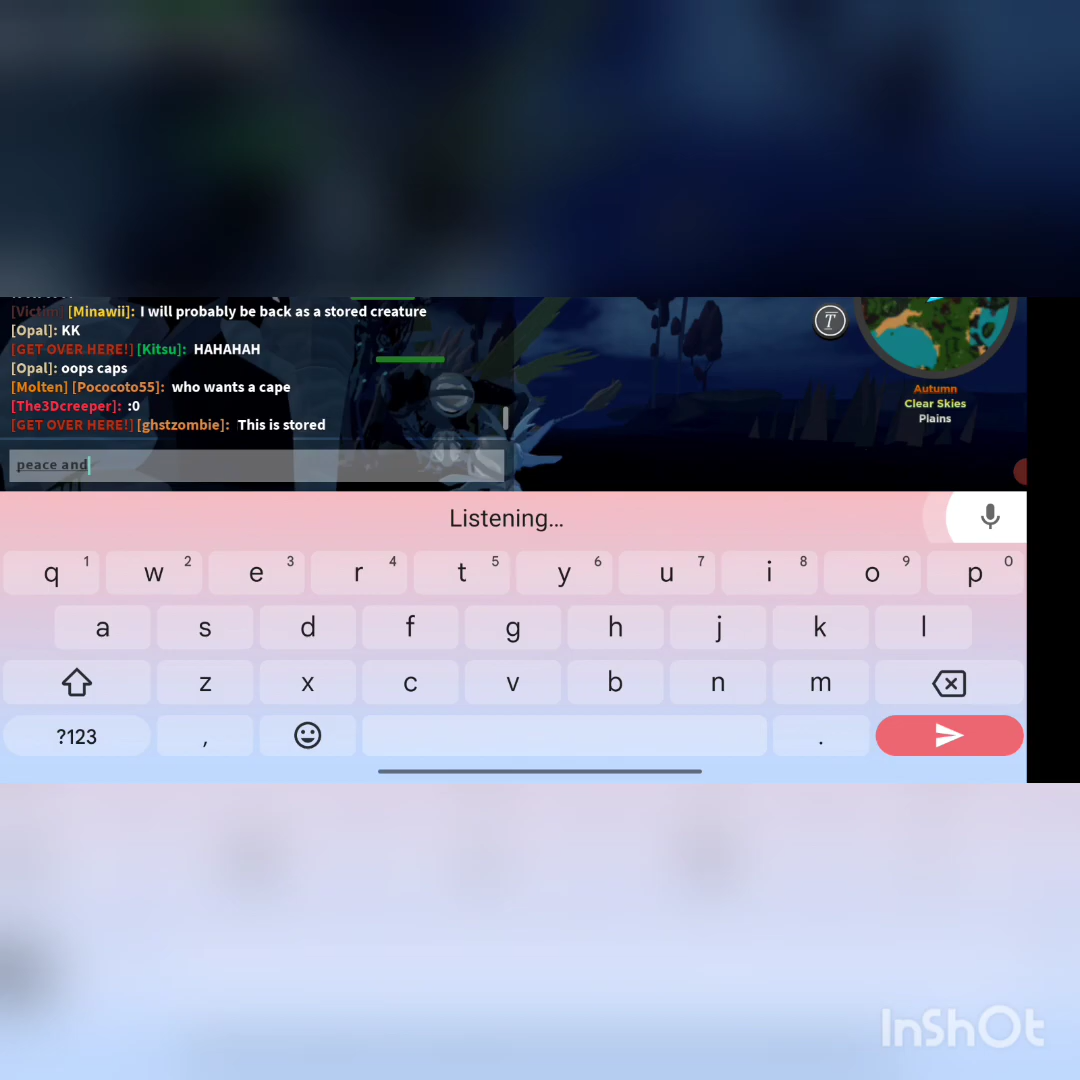 [Victim] [Minawii]: I will probably be back as a stored creature
[Opal]: KK
[GET OVER HERE!] [Kitsu]: HAHAHAH
[Opal]: oops caps
[Molten] [Pococoto55]: who wants a cape
[The3Dcreeper]: :0
[GET OVER HERE!] [ghstzombie]: This is stored
peace and
T
Autumn
Clear Skies
Plains
Listening...
q 1 w 2 e 3 r 4 t 5 y 6 u 7 i 8 o 9 p 0
a s d f g h j k l
z x c v b n m
?123 , .
InShOt